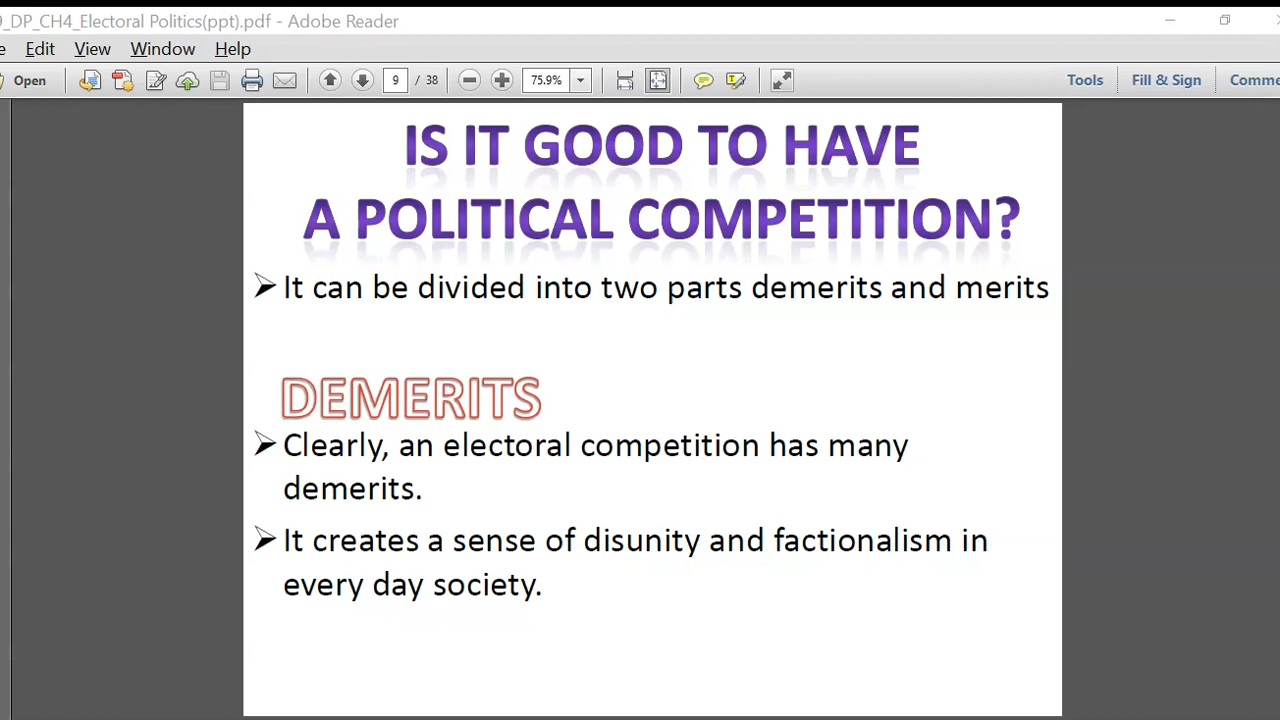 9_DP_CH4_Electoral Politics(ppt).pdf - Adobe Reader
Edit View Window Help
Open 9 / 38 75.9% Tools Fill & Sign
IS IT GOOD TO HAVE
A POLITICAL COMPETITION?
It can be divided into two parts demerits and merits
DEMERITS
Clearly, an electoral competition has many
demerits.
It creates a sense of disunity and factionalism in
every day society.